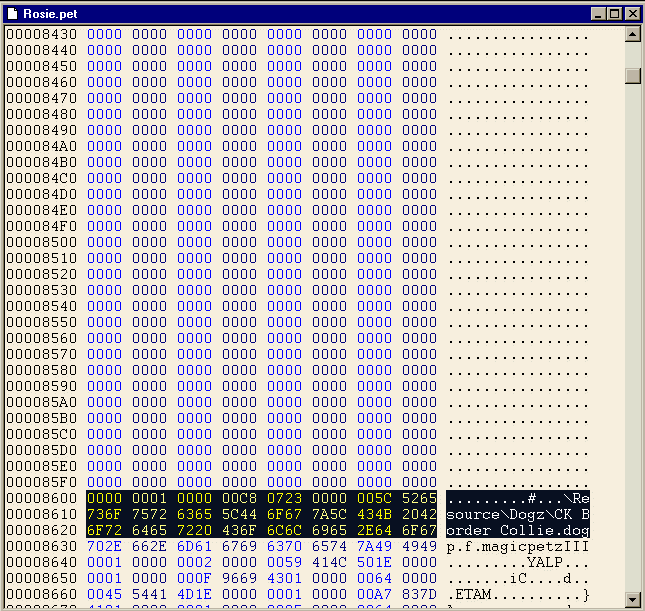 Rosie.pet
00008430 0000 0000 0000 0000 0000 0000 0000 0000 ................
00008440 0000 0000 0000 0000 0000 0000 0000 0000 ................
00008450 0000 0000 0000 0000 0000 0000 0000 0000 ................
00008460 0000 0000 0000 0000 0000 0000 0000 0000 ................
00008470 0000 0000 0000 0000 0000 0000 0000 0000 ................
00008480 0000 0000 0000 0000 0000 0000 0000 0000 ................
00008490 0000 0000 0000 0000 0000 0000 0000 0000 ................
000084A0 0000 0000 0000 0000 0000 0000 0000 0000 ................
000084B0 0000 0000 0000 0000 0000 0000 0000 0000 ................
000084C0 0000 0000 0000 0000 0000 0000 0000 0000 ................
000084D0 0000 0000 0000 0000 0000 0000 0000 0000 ................
000084E0 0000 0000 0000 0000 0000 0000 0000 0000 ................
000084F0 0000 0000 0000 0000 0000 0000 0000 0000 ................
00008500 0000 0000 0000 0000 0000 0000 0000 0000 ................
00008510 0000 0000 0000 0000 0000 0000 0000 0000 ................
00008520 0000 0000 0000 0000 0000 0000 0000 0000 ................
00008530 0000 0000 0000 0000 0000 0000 0000 0000 ................
00008540 0000 0000 0000 0000 0000 0000 0000 0000 ................
00008550 0000 0000 0000 0000 0000 0000 0000 0000 ................
00008560 0000 0000 0000 0000 0000 0000 0000 0000 ................
00008570 0000 0000 0000 0000 0000 0000 0000 0000 ................
00008580 0000 0000 0000 0000 0000 0000 0000 0000 ................
00008590 0000 0000 0000 0000 0000 0000 0000 0000 ................
000085A0 0000 0000 0000 0000 0000 0000 0000 0000 ................
000085B0 0000 0000 0000 0000 0000 0000 0000 0000 ................
000085C0 0000 0000 0000 0000 0000 0000 0000 0000 ................
000085D0 0000 0000 0000 0000 0000 0000 0000 0000 ................
000085E0 0000 0000 0000 0000 0000 0000 0000 0000 ................
000085F0 0000 0000 0000 0000 0000 0000 0000 0000 ................
00008600 0000 0001 0000 00C8 0723 0000 005C 5265 .........#...\Re
00008610 736F 7572 6365 5C44 6F67 7A5C 434B 2042 source\Dogz\CK B
00008620 6F72 6465 7220 436F 6C6C 6965 2E64 6F67 order Collie.dog
00008630 702E 662E 6D61 6769 6370 6574 7A49 4949 p.f.magicpetzIII
00008640 0001 0000 0002 0000 0059 414C 501E 0000 .........YALP...
00008650 0001 0000 000F 9669 4301 0000 0064 0000 .......iC....d..
00008660 0045 5441 4D1E 0000 0001 0000 00A7 837D .ETAM..........}